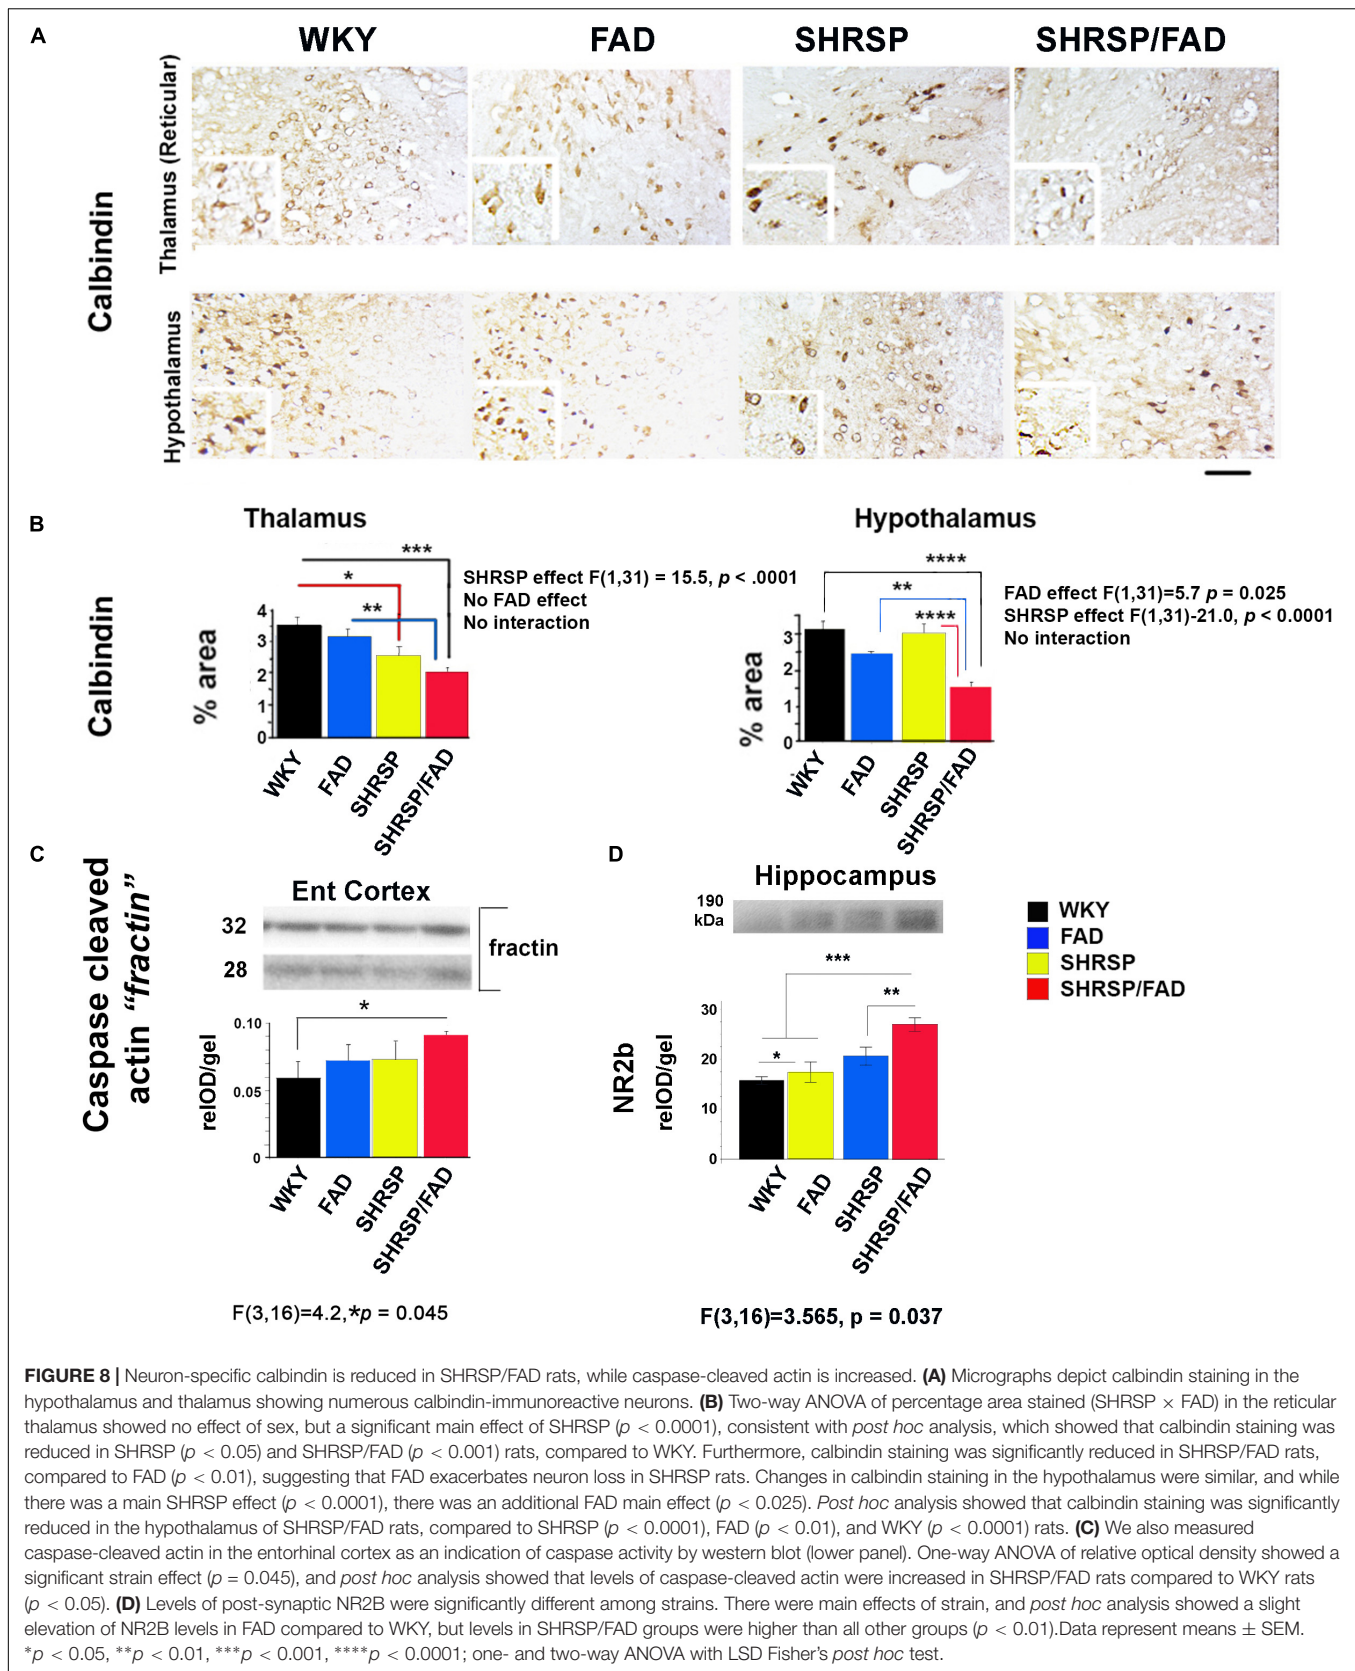 A
WKY
FAD
SHRSP
SHRSP/FAD
Calbindin
Thalamus (Reticular)
Hypothalamus
B
Thalamus
Hypothalamus
Calbindin
% area
4
3
2
1
0
***
*
**
WKY
FAD
SHRSP
SHRSP/FAD
SHRSP effect F(1,31) = 15.5, p < .0001
No FAD effect
No interaction
% area
3
2
1
0
****
**
****
WKY
FAD
SHRSP
SHRSP/FAD
FAD effect F(1,31)=5.7 p = 0.025
SHRSP effect F(1,31)-21.0, p < 0.0001
No interaction
C
Caspase cleaved
actin “fractin”
Ent Cortex
32
28
fractin
relOD/gel
0.10
0.05
0
*
WKY
FAD
SHRSP
SHRSP/FAD
F(3,16)=4.2,*p = 0.045
D
Hippocampus
190
kDa
NR2b
relOD/gel
30
20
10
0
***
**
*
WKY
FAD
SHRSP
SHRSP/FAD
F(3,16)=3.565, p = 0.037
WKY
FAD
SHRSP
SHRSP/FAD
FIGURE 8 | Neuron-specific calbindin is reduced in SHRSP/FAD rats, while caspase-cleaved actin is increased. (A) Micrographs depict calbindin staining in the
hypothalamus and thalamus showing numerous calbindin-immunoreactive neurons. (B) Two-way ANOVA of percentage area stained (SHRSP × FAD) in the reticular
thalamus showed no effect of sex, but a significant main effect of SHRSP (p < 0.0001), consistent with post hoc analysis, which showed that calbindin staining was
reduced in SHRSP (p < 0.05) and SHRSP/FAD (p < 0.001) rats, compared to WKY. Furthermore, calbindin staining was significantly reduced in SHRSP/FAD rats,
compared to FAD (p < 0.01), suggesting that FAD exacerbates neuron loss in SHRSP rats. Changes in calbindin staining in the hypothalamus were similar, and while
there was a main SHRSP effect (p < 0.0001), there was an additional FAD main effect (p < 0.025). Post hoc analysis showed that calbindin staining was significantly
reduced in the hypothalamus of SHRSP/FAD rats, compared to SHRSP (p < 0.0001), FAD (p < 0.01), and WKY (p < 0.0001) rats. (C) We also measured
caspase-cleaved actin in the entorhinal cortex as an indication of caspase activity by western blot (lower panel). One-way ANOVA of relative optical density showed a
significant strain effect (p = 0.045), and post hoc analysis showed that levels of caspase-cleaved actin were increased in SHRSP/FAD rats compared to WKY rats
(p < 0.05). (D) Levels of post-synaptic NR2B were significantly different among strains. There were main effects of strain, and post hoc analysis showed a slight
elevation of NR2B levels in FAD compared to WKY, but levels in SHRSP/FAD groups were higher than all other groups (p < 0.01).Data represent means ± SEM.
*p < 0.05, **p < 0.01, ***p < 0.001, ****p < 0.0001; one- and two-way ANOVA with LSD Fisher’s post hoc test.